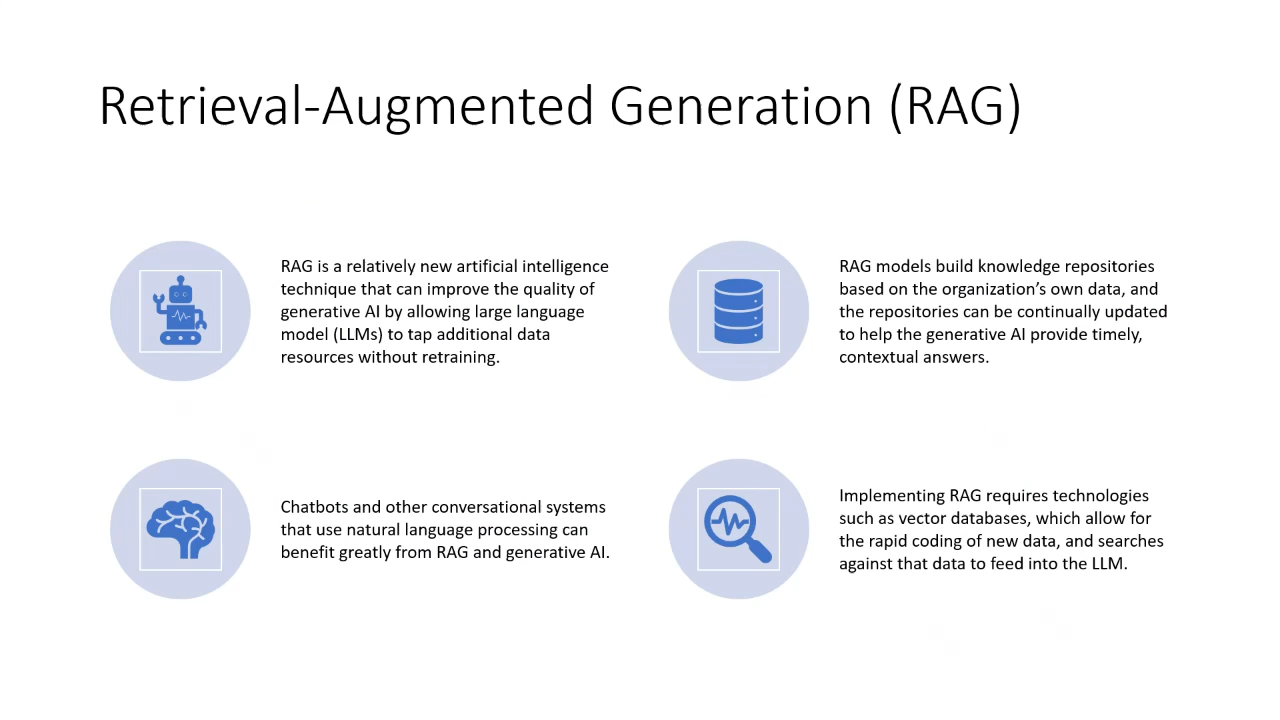 Retrieval-Augmented Generation (RAG)
RAG is a relatively new artificial intelligence
technique that can improve the quality of
generative AI by allowing large language
model (LLMs) to tap additional data
resources without retraining.
RAG models build knowledge repositories
based on the organization’s own data, and
the repositories can be continually updated
to help the generative AI provide timely,
contextual answers.
Chatbots and other conversational systems
that use natural language processing can
benefit greatly from RAG and generative AI.
Implementing RAG requires technologies
such as vector databases, which allow for
the rapid coding of new data, and searches
against that data to feed into the LLM.